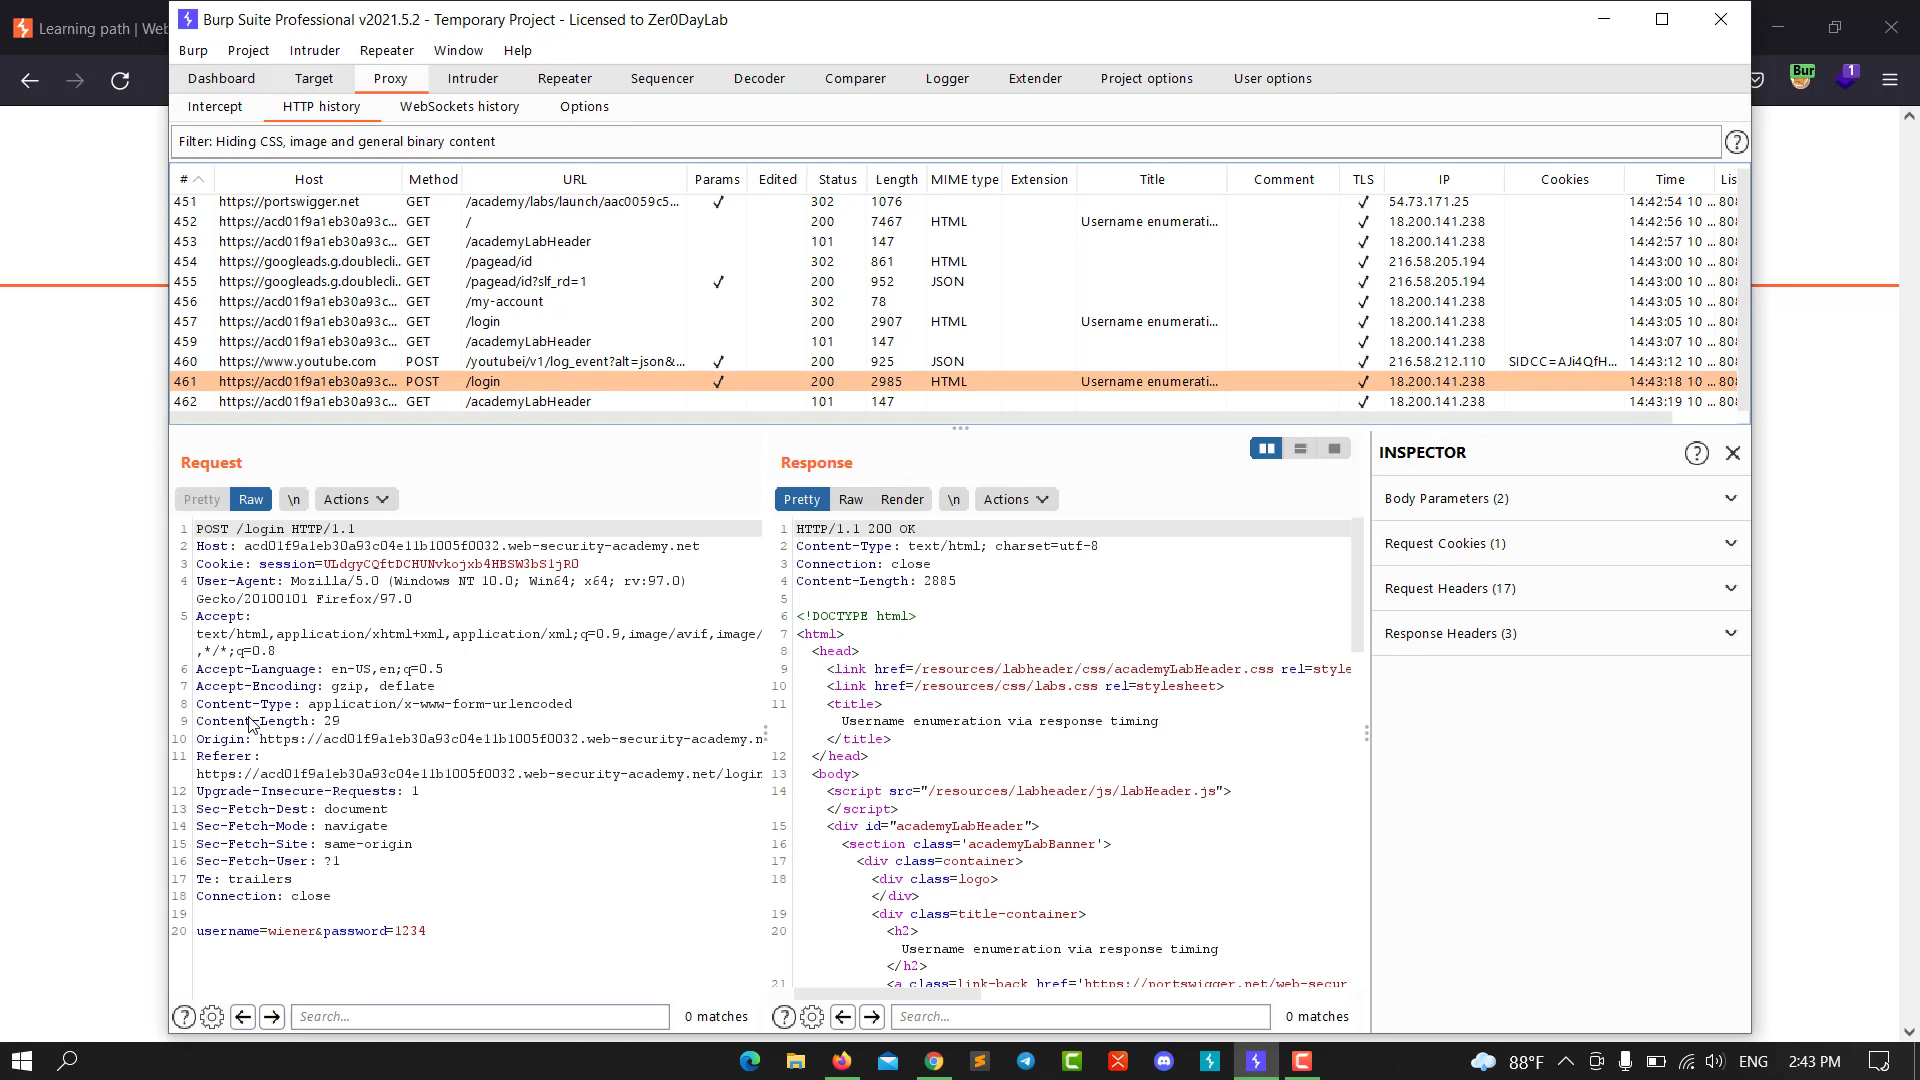 Learning path | Web
Burp Suite Professional v2021.5.2 - Temporary Project - Licensed to Zer0DayLab
Burp Project Intruder Repeater Window Help
Dashboard Target Proxy Intruder Repeater Sequencer Decoder Comparer Logger Extender Project options User options
Bur 1
Intercept HTTP history WebSockets history Options
Filter: Hiding CSS, image and general binary content ?
# Host Method URL Params Edited Status Length MIME type Extension Title Comment TLS IP Cookies Time Lis
451 https://portswigger.net GET /academy/labs/launch/aac0059c5... ✓ 302 1076 ✓ 54.73.171.25 14:42:54 10 ... 808
452 https://acd01f9a1eb30a93c... GET / 200 7467 HTML Username enumerati... ✓ 18.200.141.238 14:42:56 10 ... 808
453 https://acd01f9a1eb30a93c... GET /academyLabHeader 101 147 ✓ 18.200.141.238 14:42:57 10 ... 808
454 https://googleads.g.doublecli... GET /pagead/id 302 861 HTML ✓ 216.58.205.194 14:43:00 10 ... 808
455 https://googleads.g.doublecli... GET /pagead/id?slf_rd=1 ✓ 200 952 JSON ✓ 216.58.205.194 14:43:00 10 ... 808
456 https://acd01f9a1eb30a93c... GET /my-account 302 78 ✓ 18.200.141.238 14:43:05 10 ... 808
457 https://acd01f9a1eb30a93c... GET /login 200 2907 HTML Username enumerati... ✓ 18.200.141.238 14:43:05 10 ... 808
459 https://acd01f9a1eb30a93c... GET /academyLabHeader 101 147 ✓ 18.200.141.238 14:43:07 10 ... 808
460 https://www.youtube.com POST /youtubei/v1/log_event?alt=json&... ✓ 200 925 JSON ✓ 216.58.212.110 SIDCC=AJi4QfH... 14:43:12 10 ... 808
461 https://acd01f9a1eb30a93c... POST /login ✓ 200 2985 HTML Username enumerati... ✓ 18.200.141.238 14:43:18 10 ... 808
462 https://acd01f9a1eb30a93c... GET /academyLabHeader 101 147 ✓ 18.200.141.238 14:43:19 10 ... 808
Request
Pretty Raw \n Actions
1 POST /login HTTP/1.1
2 Host: acd01f9a1eb30a93c04e11b1005f0032.web-security-academy.net
3 Cookie: session=ULdgyCQftDCHUNvkojxb4HBSW3bS1jR0
4 User-Agent: Mozilla/5.0 (Windows NT 10.0; Win64; x64; rv:97.0)
Gecko/20100101 Firefox/97.0
5 Accept:
text/html,application/xhtml+xml,application/xml;q=0.9,image/avif,image/
,*/*;q=0.8
6 Accept-Language: en-US,en;q=0.5
7 Accept-Encoding: gzip, deflate
8 Content-Type: application/x-www-form-urlencoded
9 Content-Length: 29
10 Origin: https://acd01f9a1eb30a93c04e11b1005f0032.web-security-academy.n
11 Referer:
https://acd01f9a1eb30a93c04e11b1005f0032.web-security-academy.net/login
12 Upgrade-Insecure-Requests: 1
13 Sec-Fetch-Dest: document
14 Sec-Fetch-Mode: navigate
15 Sec-Fetch-Site: same-origin
16 Sec-Fetch-User: ?1
17 Te: trailers
18 Connection: close
19
20 username=wiener&password=1234
? Search... 0 matches
Response
Pretty Raw Render \n Actions
1 HTTP/1.1 200 OK
2 Content-Type: text/html; charset=utf-8
3 Connection: close
4 Content-Length: 2885
5
6 <!DOCTYPE html>
7 <html>
8 <head>
9 <link href=/resources/labheader/css/academyLabHeader.css rel=style
10 <link href=/resources/css/labs.css rel=stylesheet>
11 <title>
Username enumeration via response timing
</title>
12 </head>
13 <body>
14 <script src="/resources/labheader/js/labHeader.js">
</script>
15 <div id="academyLabHeader">
16 <section class='academyLabBanner'>
17 <div class=container>
18 <div class=logo>
</div>
19 <div class=title-container>
20 <h2>
Username enumeration via response timing
</h2>
21 <a class=link-back href='https://portswigger.net/web-secur
? Search... 0 matches
INSPECTOR ?
Body Parameters (2)
Request Cookies (1)
Request Headers (17)
Response Headers (3)
88°F ENG 2:43 PM